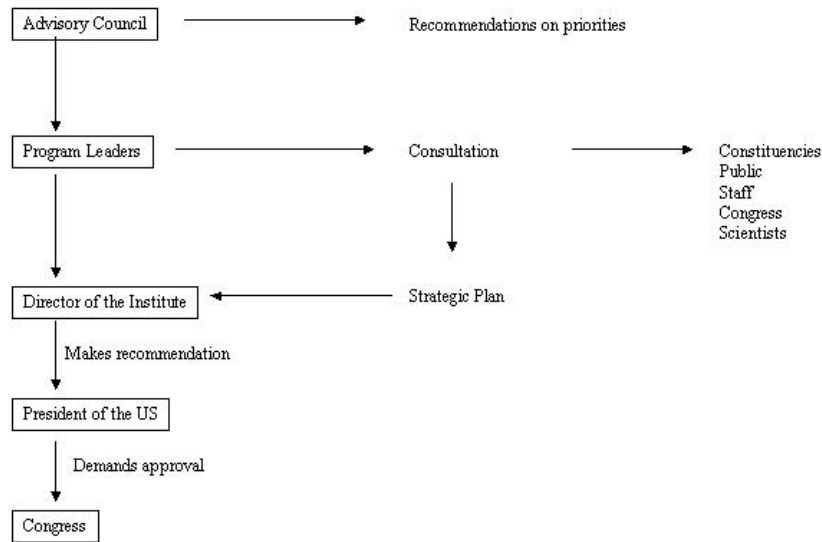 Advisory Council
Recommendations on priorities
Program Leaders
Consultation
Constituencies
Public
Staff
Congress
Scientists
Director of the Institute
Strategic Plan
Makes recommendation
President of the US
Demands approval
Congress